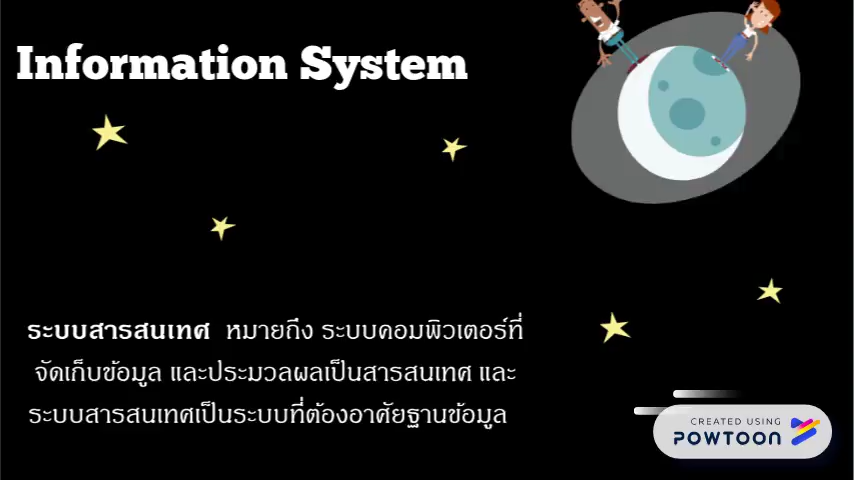 Information System
ระบบสารสนเทศ หมายถึง ระบบคอมพิวเตอร์ที่
จัดเก็บข้อมูล และประมวลผลเป็นสารสนเทศ และ
ระบบสารสนเทศเป็นระบบที่ต้องอาศัยฐานข้อมูล
CREATED USING
POWTOON